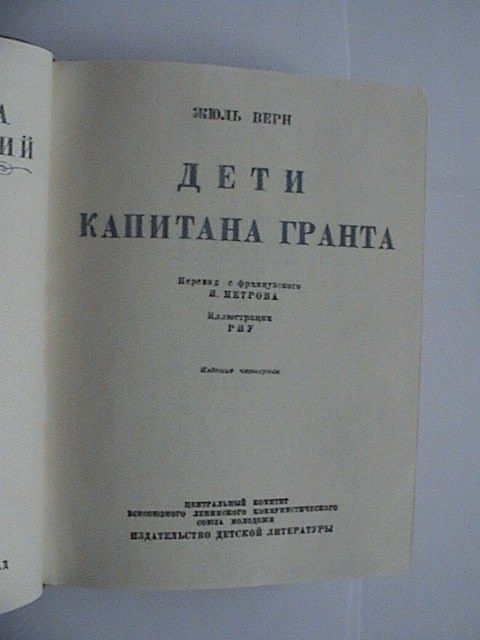 А
ИЙ
ЖЮЛЬ ВЕРН
ДЕТИ
КАПИТАНА ГРАНТА
Перевод с французского
И. ПЕТРОВА
Иллюстрации
РИУ
Издание четвертое
ЦЕНТРАЛЬНЫЙ КОМИТЕТ
ВСЕСОЮЗНОГО ЛЕНИНСКОГО КОММУНИСТИЧЕСКОГО
СОЮЗА МОЛОДЕЖИ
ИЗДАТЕЛЬСТВО ДЕТСКОЙ ЛИТЕРАТУРЫ